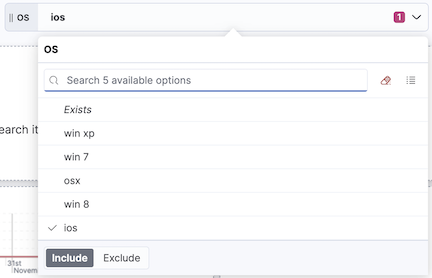 OS ios 1
OS
Search 5 available options
earch it
Exists
win xp
win 7
osx
win 8
ios
31st
Novem
Include Exclude